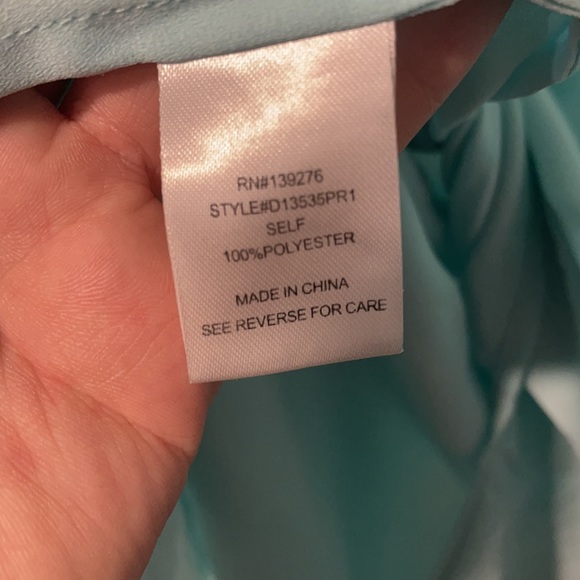 RN#139276
STYLE#D13535PR1
SELF
100%POLYESTER
MADE IN CHINA
SEE REVERSE FOR CARE